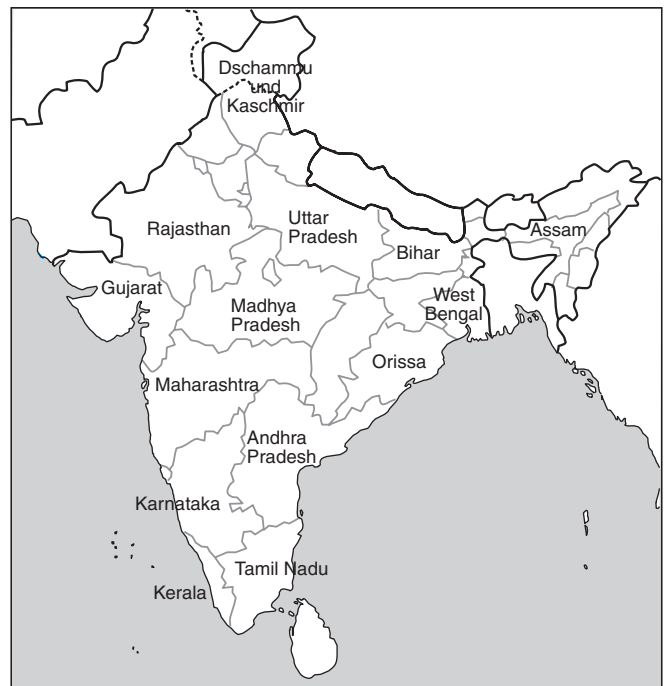 Dschammu
und
Kaschmir
Rajasthan
Uttar
Pradesh
Bihar
Assam
Gujarat
Madhya
Pradesh
West
Bengal
Orissa
Maharashtra
Andhra
Pradesh
Karnataka
Tamil Nadu
Kerala